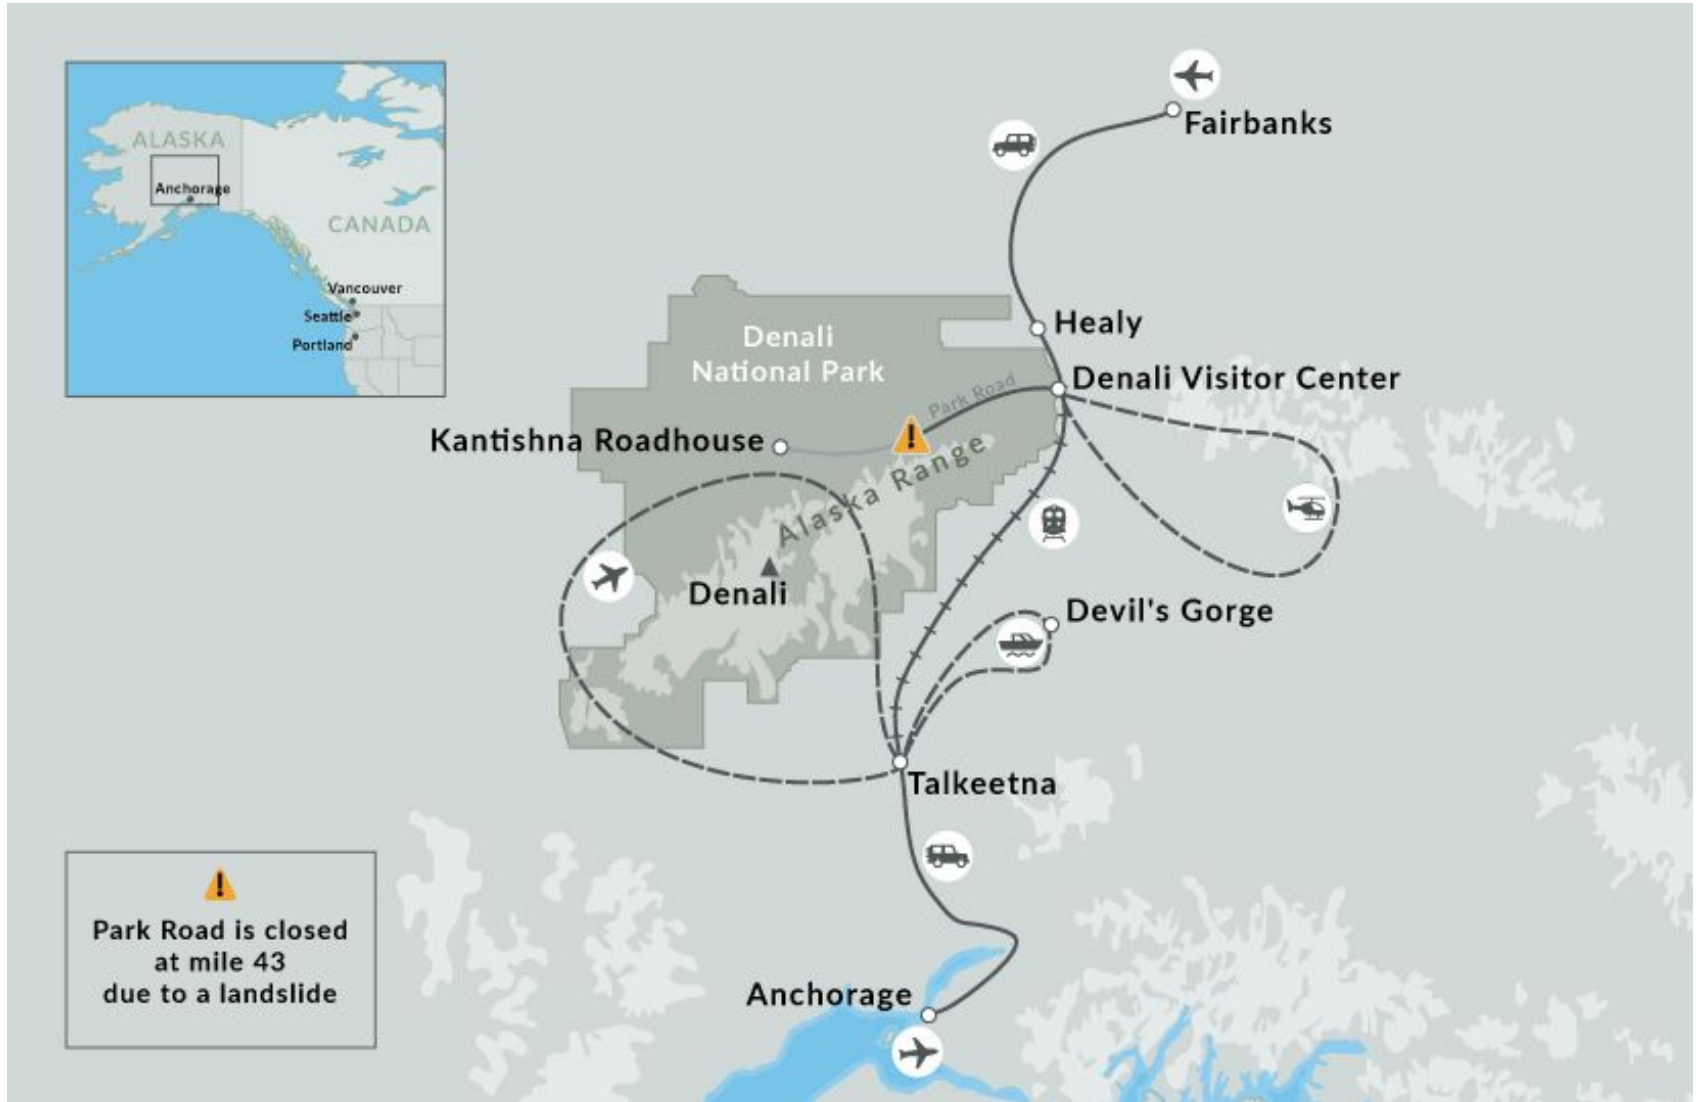 ALASKA
Anchorage
CANADA
Vancouver
Seattle
Portland
Fairbanks
Healy
Denali
National Park
Denali Visitor Center
Park Road
Kantishna Roadhouse
Alaska Range
Denali
Devil's Gorge
Talkeetna
Anchorage
Park Road is closed
at mile 43
due to a landslide